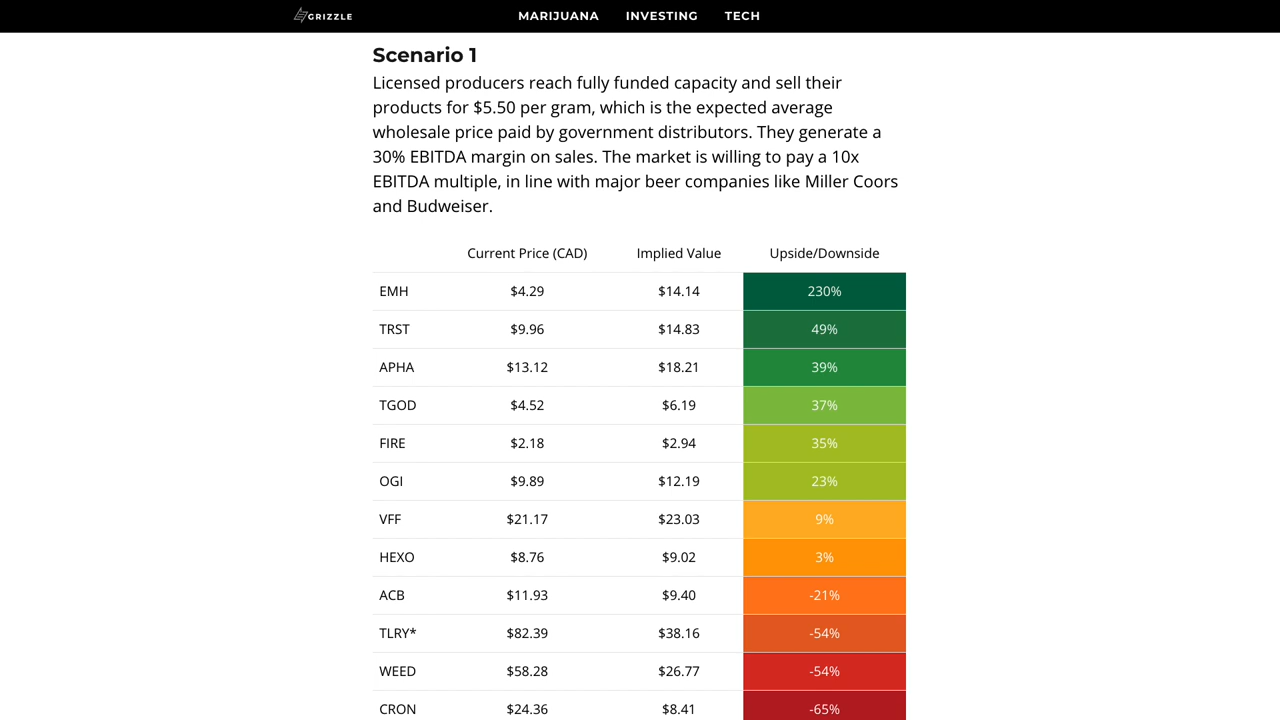 GRIZZLE MARIJUANA INVESTING TECH
Scenario 1
Licensed producers reach fully funded capacity and sell their
products for $5.50 per gram, which is the expected average
wholesale price paid by government distributors. They generate a
30% EBITDA margin on sales. The market is willing to pay a 10x
EBITDA multiple, in line with major beer companies like Miller Coors
and Budweiser.
Current Price (CAD) Implied Value Upside/Downside
EMH $4.29 $14.14 230%
TRST $9.96 $14.83 49%
APHA $13.12 $18.21 39%
TGOD $4.52 $6.19 37%
FIRE $2.18 $2.94 35%
OGI $9.89 $12.19 23%
VFF $21.17 $23.03 9%
HEXO $8.76 $9.02 3%
ACB $11.93 $9.40 -21%
TLRY* $82.39 $38.16 -54%
WEED $58.28 $26.77 -54%
CRON $24.36 $8.41 -65%